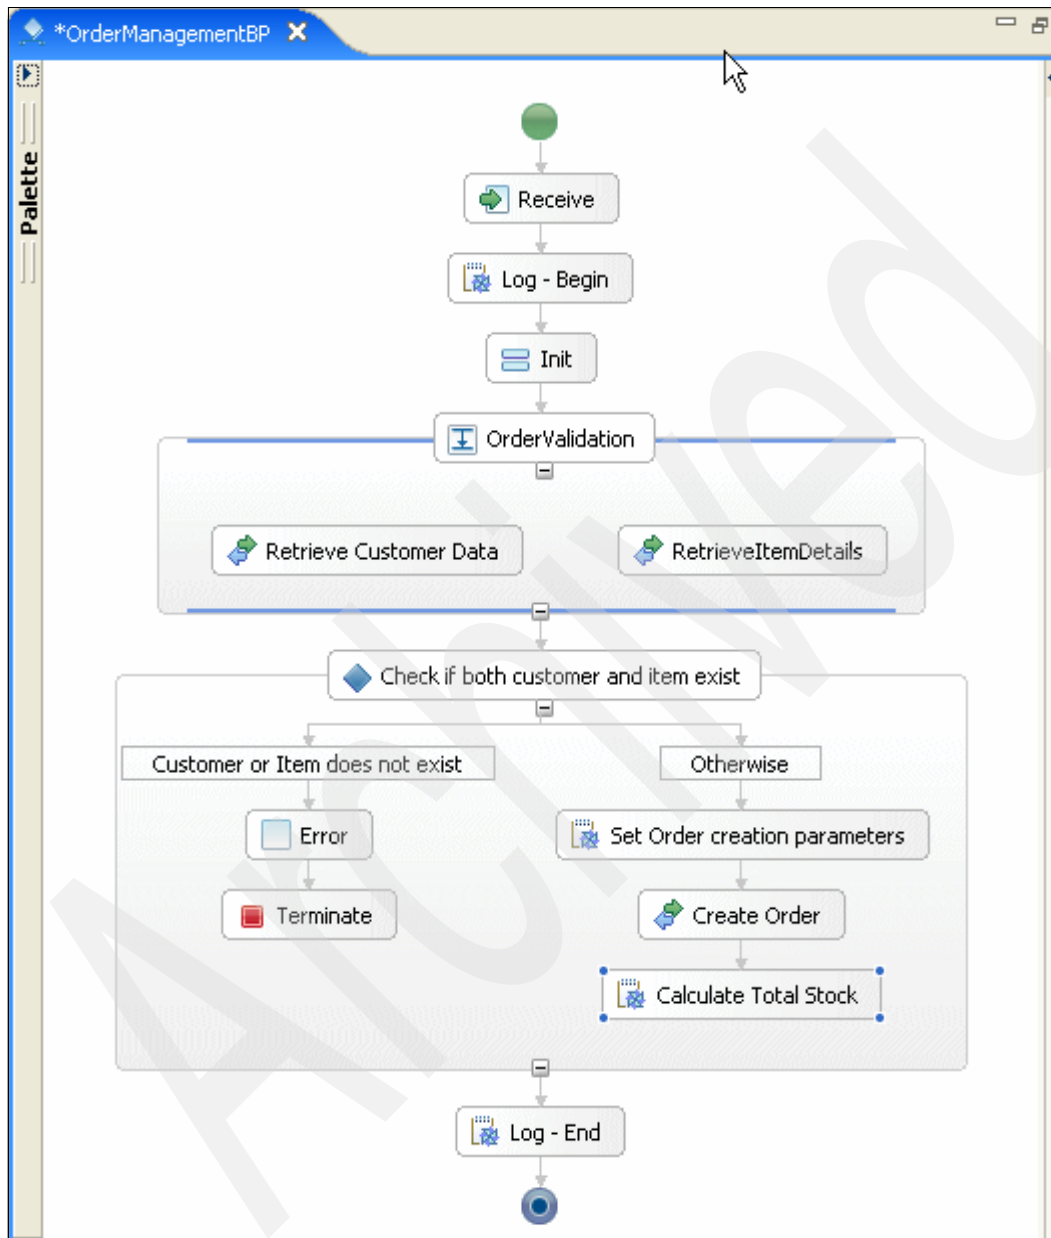 *OrderManagementBP
Palette
Receive
Log - Begin
Init
OrderValidation
Retrieve Customer Data
RetrieveItemDetails
Check if both customer and item exist
Customer or Item does not exist
Otherwise
Error
Set Order creation parameters
Terminate
Create Order
Calculate Total Stock
Log - End
Archived